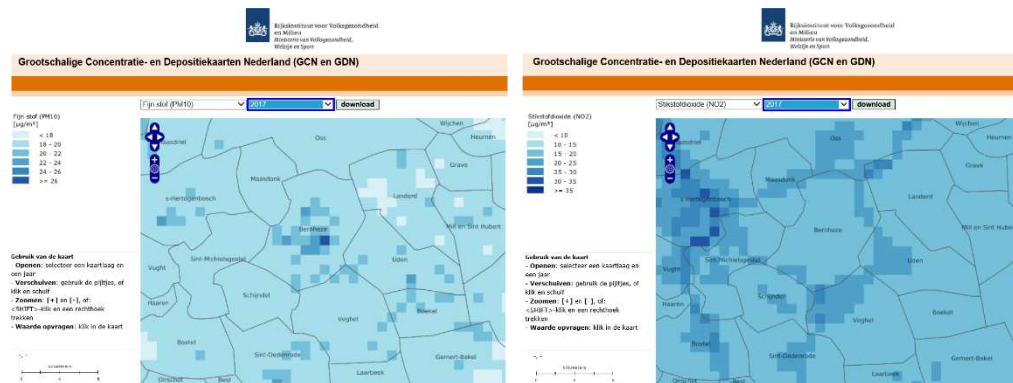 Rijksinstituut voor Volksgezondheid
en Milieu
Ministerie van Volksgezondheid,
Welzijn en Sport
Grootschalige Concentratie- en Depositiekaarten Nederland (GCN en GDN)
Fijn stof (PM10)
2017
download
Fijn stof (PM10)
[µg/m³]
< 18
18 - 20
20 - 22
22 - 24
24 - 26
>= 26
Wijchen
Oss
Heumen
Maasdriel
Grave
Maasdonk
Landerd
s-Hertogenbosch
Bernheze
Mill en Sint Hubert
Sint-Michielsgestel
Uden
Vught
Schijndel
Haaren
Veghel
Boekel
Boxtel
Sint-Oedenrode
Gemert-Bakel
Laarbeek
Oirschot
Best
Gebruik van de kaart
- Openen: selecteer een kaartlaag en
een jaar
- Verschuiven: gebruik de pijltjes, of
klik en schuif
- Zoomen: [+] en [-], of:
<SHIFT>-klik en een rechthoek
trekken
- Waarde opvragen: klik in de kaart
-, -
Rijksinstituut voor Volksgezondheid
en Milieu
Ministerie van Volksgezondheid,
Welzijn en Sport
Grootschalige Concentratie- en Depositiekaarten Nederland (GCN en GDN)
Stikstofdioxide (NO2)
2017
download
Stikstofdioxide (NO2)
[µg/m³]
< 10
10 - 15
15 - 20
20 - 25
25 - 30
30 - 35
>= 35
Wijchen
Oss
Heumen
Maasdriel
Grave
Maasdonk
Landerd
s-Hertogenbosch
Bernheze
Mill en Sint Hubert
Sint-Michielsgestel
Uden
Vught
Schijndel
Haaren
Veghel
Boekel
Boxtel
Sint-Oedenrode
Gemert-Bakel
Laarbeek
Oirschot
Best
Gebruik van de kaart
- Openen: selecteer een kaartlaag en
een jaar
- Verschuiven: gebruik de pijltjes, of
klik en schuif
- Zoomen: [+] en [-], of:
<SHIFT>-klik en een rechthoek
trekken
- Waarde opvragen: klik in de kaart
-, -